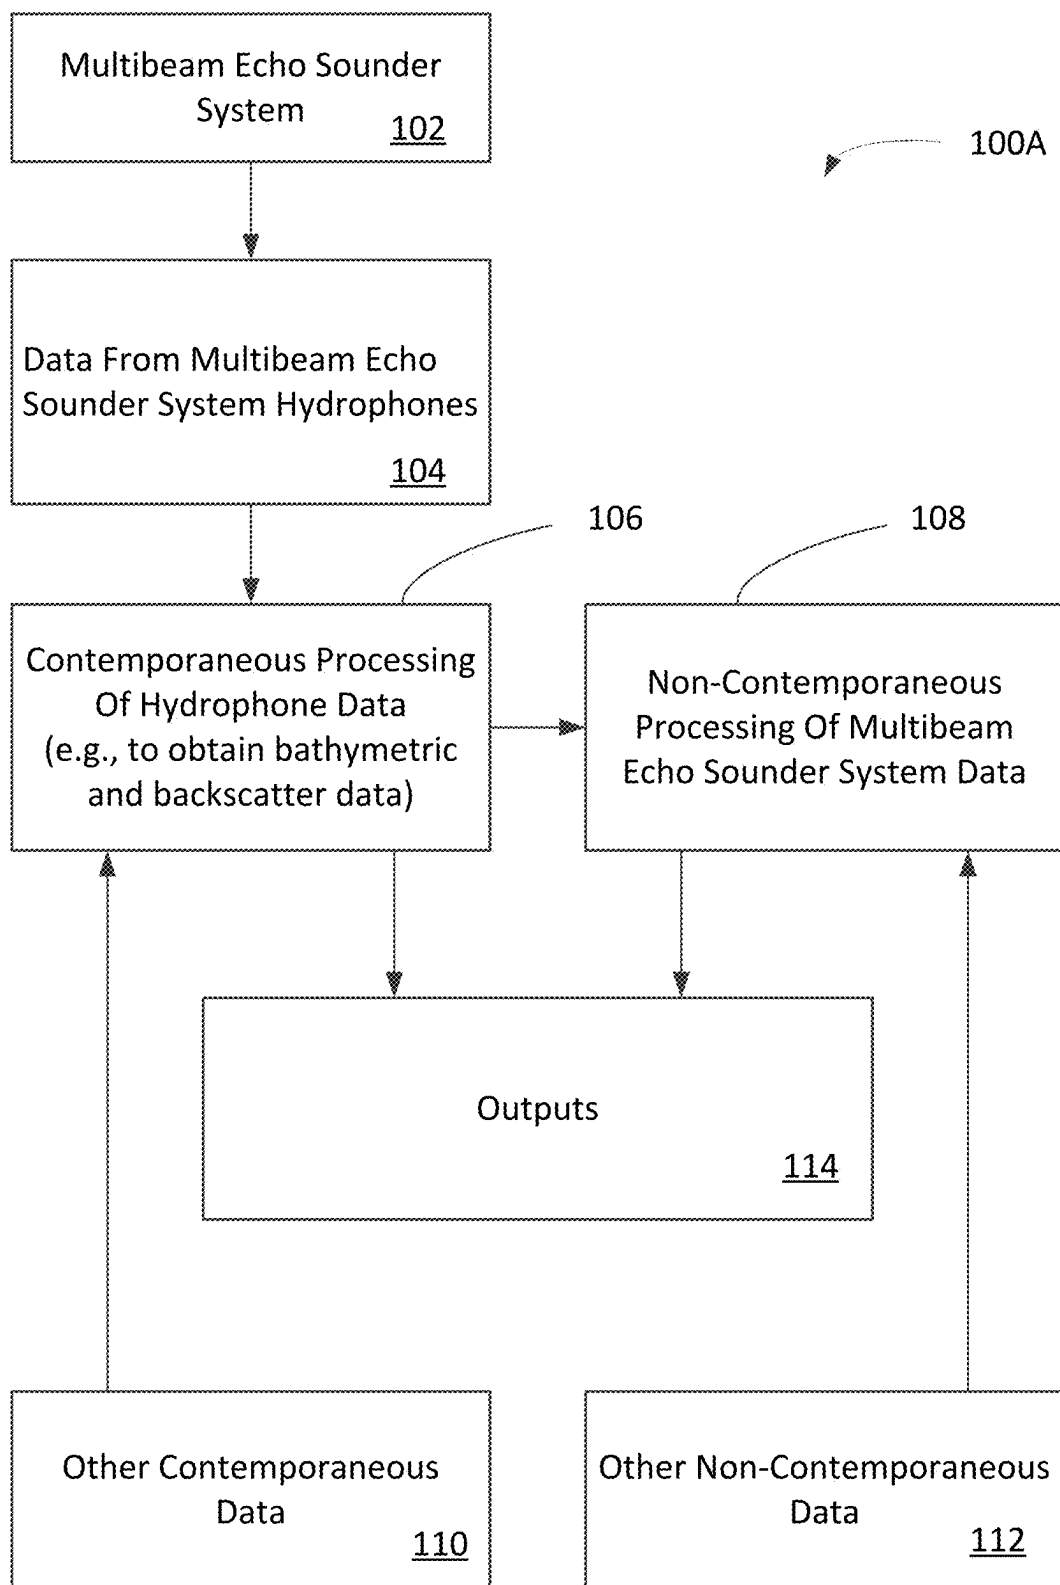 Multibeam Echo Sounder
System
102
100A
Data From Multibeam Echo
Sounder System Hydrophones
104
106
108
Contemporaneous Processing
Of Hydrophone Data
(e.g., to obtain bathymetric
and backscatter data)
Non-Contemporaneous
Processing Of Multibeam
Echo Sounder System Data
Outputs
114
Other Contemporaneous
Data
110
Other Non-Contemporaneous
Data
112